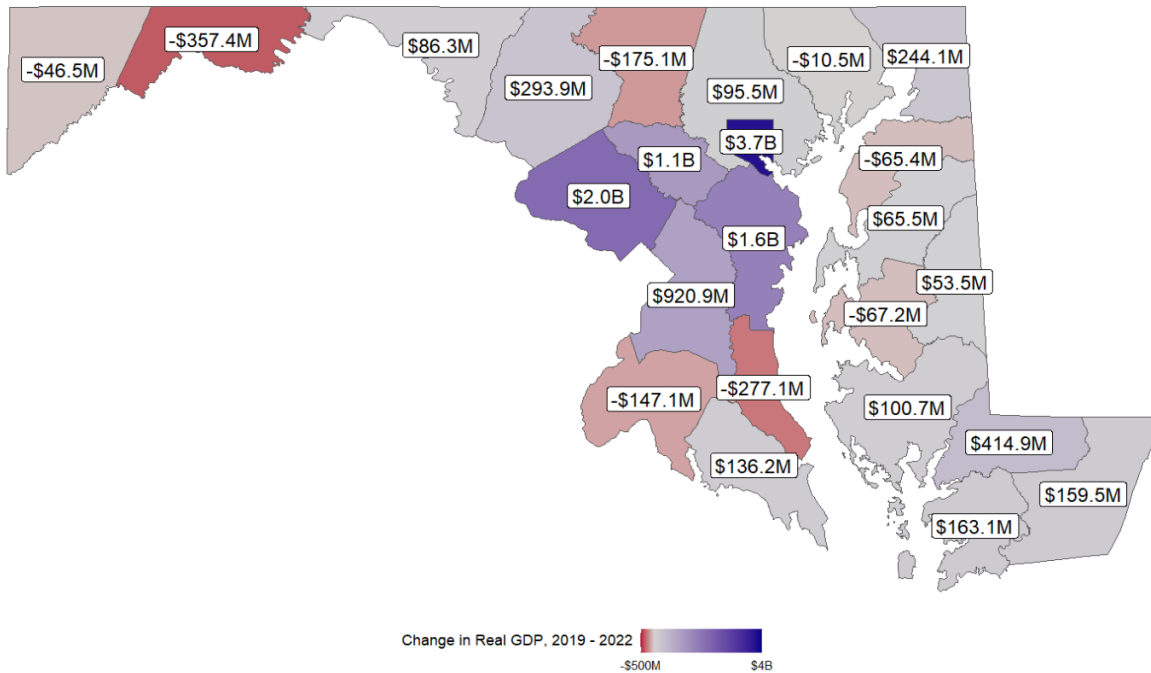 -$357.4M
$86.3M
-$175.1M
-$10.5M
$244.1M
-$46.5M
$293.9M
$95.5M
$3.7B
$1.1B
-$65.4M
$2.0B
$65.5M
$1.6B
$53.5M
$920.9M
-$67.2M
-$277.1M
-$147.1M
$100.7M
$414.9M
$136.2M
$159.5M
$163.1M
Change in Real GDP, 2019 - 2022
-$500M
$4B